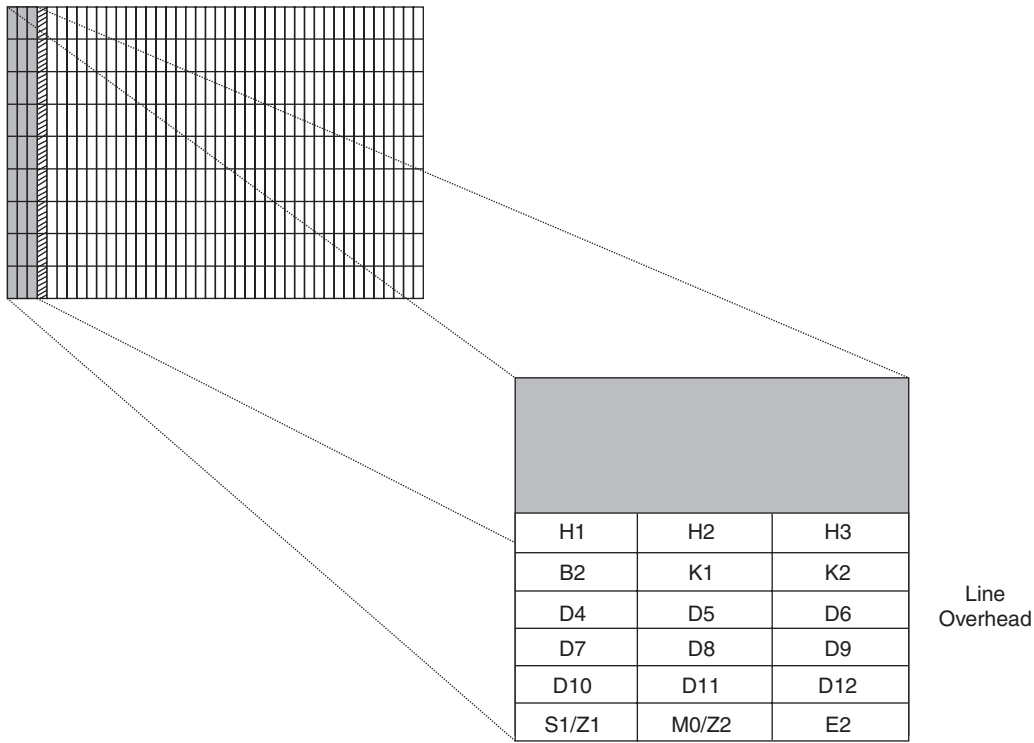 H1 H2 H3
B2 K1 K2
D4 D5 D6
D7 D8 D9
D10 D11 D12
S1/Z1 M0/Z2 E2
Line
Overhead